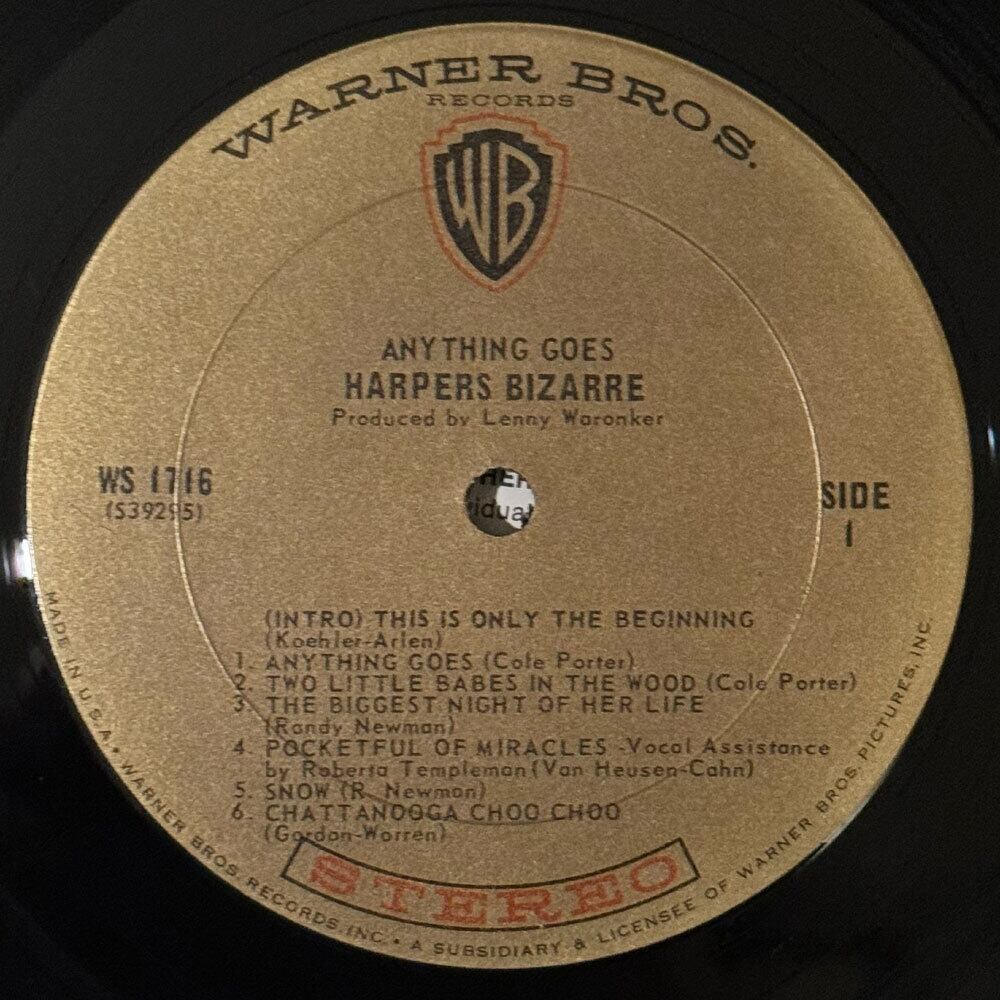 WARNER BROS.
RECORDS
WB
ANYTHING GOES
HARPERS BIZARRE
Produced by Lenny Waronker
WS 1716
(S39295)
SIDE
1
(INTRO) THIS IS ONLY THE BEGINNING
(Koehler-Arlen)
1. ANYTHING GOES (Cole Porter)
2. TWO LITTLE BABES IN THE WOOD (Cole Porter)
3. THE BIGGEST NIGHT OF HER LIFE
(Randy Newman)
4. POCKETFUL OF MIRACLES -Vocal Assistance
by Roberta Templeman (Van Heusen-Cahn)
5. SNOW (R. Newman)
6. CHATTANOOGA CHOO CHOO
(Gordon-Warren)
STEREO
MADE IN U.S.A. • WARNER BROS. RECORDS, INC. • A SUBSIDIARY & LICENSEE OF WARNER BROS. PICTURES, INC.